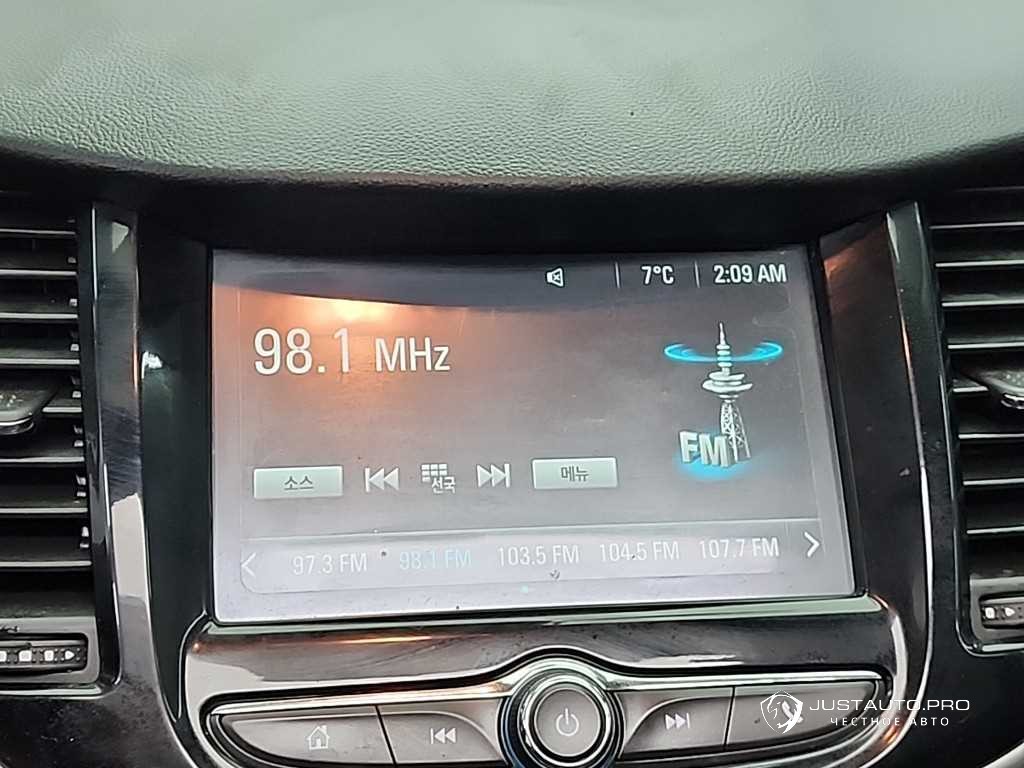 7°C 2:09 AM
98.1 MHz
FM
소스 선국 메뉴
97.3 FM 98.1 FM 103.5 FM 104.5 FM 107.7 FM
JUSTAUTO.PRO
ЧЕСТНОЕ АВТО